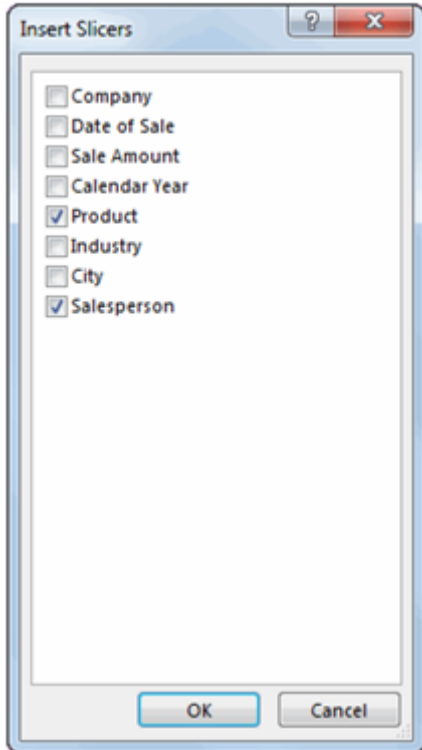 Insert Slicers
?
Company
Date of Sale
Sale Amount
Calendar Year
Product
Industry
City
Salesperson
OK Cancel